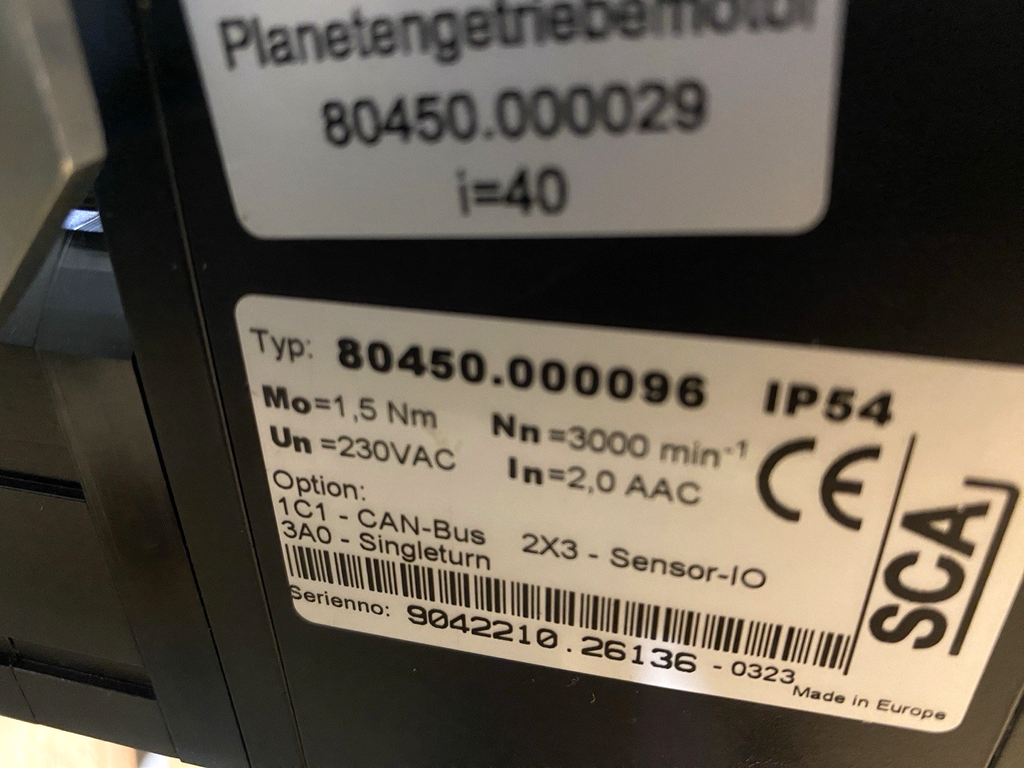 Planetengetriebemotor
80450.000029
i=40
Typ: 80450.000096 IP54
Mo=1,5 Nm Nn=3000 min⁻¹
Un=230VAC In=2,0 AAC
CE
Option:
1C1 - CAN-Bus 2X3 - Sensor-IO
3A0 - Singleturn
SCA
Serienno: 9042210.26136 - 0323
Made in Europe